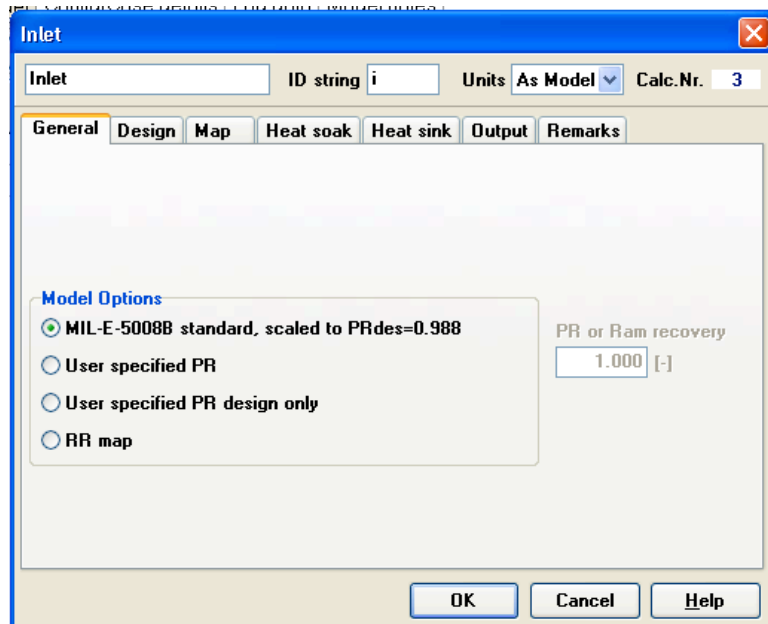 Inlet
Inlet ID string i Units As Model Calc.Nr. 3
General Design Map Heat soak Heat sink Output Remarks
Model Options
MIL-E-5008B standard, scaled to PRdes=0.988
PR or Ram recovery
User specified PR
1.000 [-]
User specified PR design only
RR map
OK Cancel Help